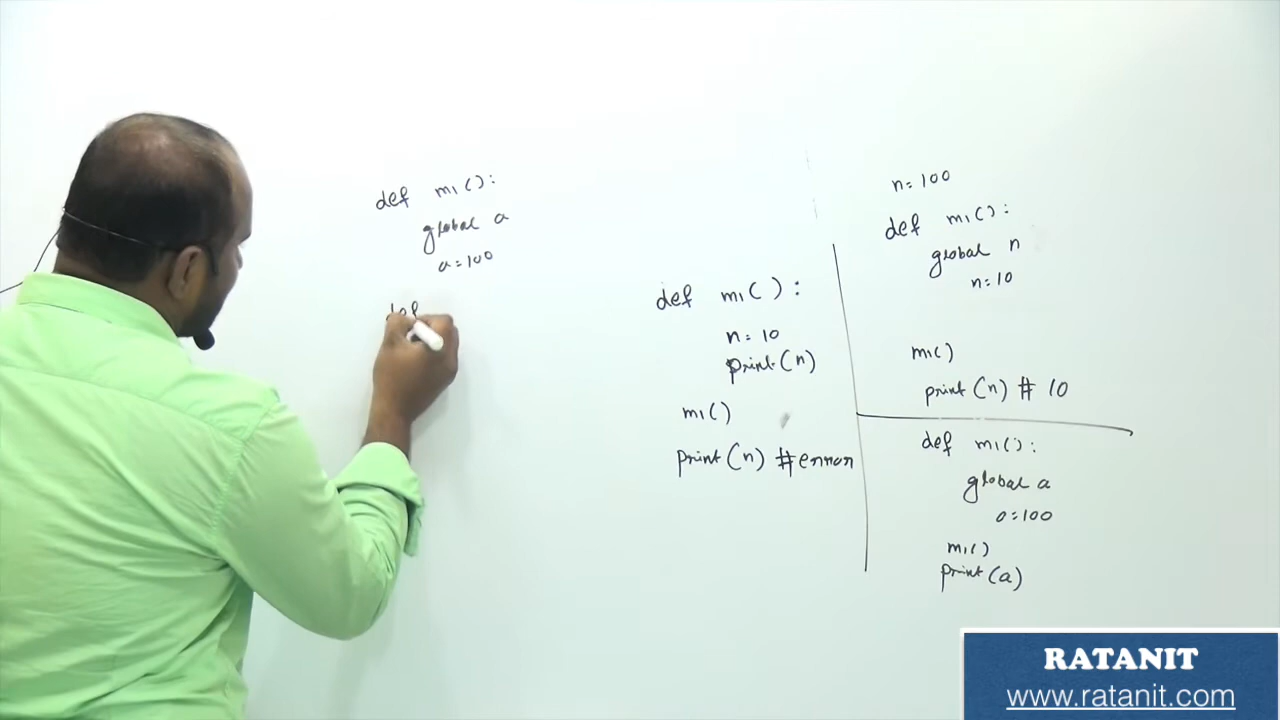 def m1():
global a
a=100
def
def m1( ):
n=10
print(n)
m1()
print(n) #error
n=100
def m1():
global n
n=10
m1()
print(n) # 10
def m1():
global a
a=100
m1()
print(a)
RATANIT
www.ratanit.com